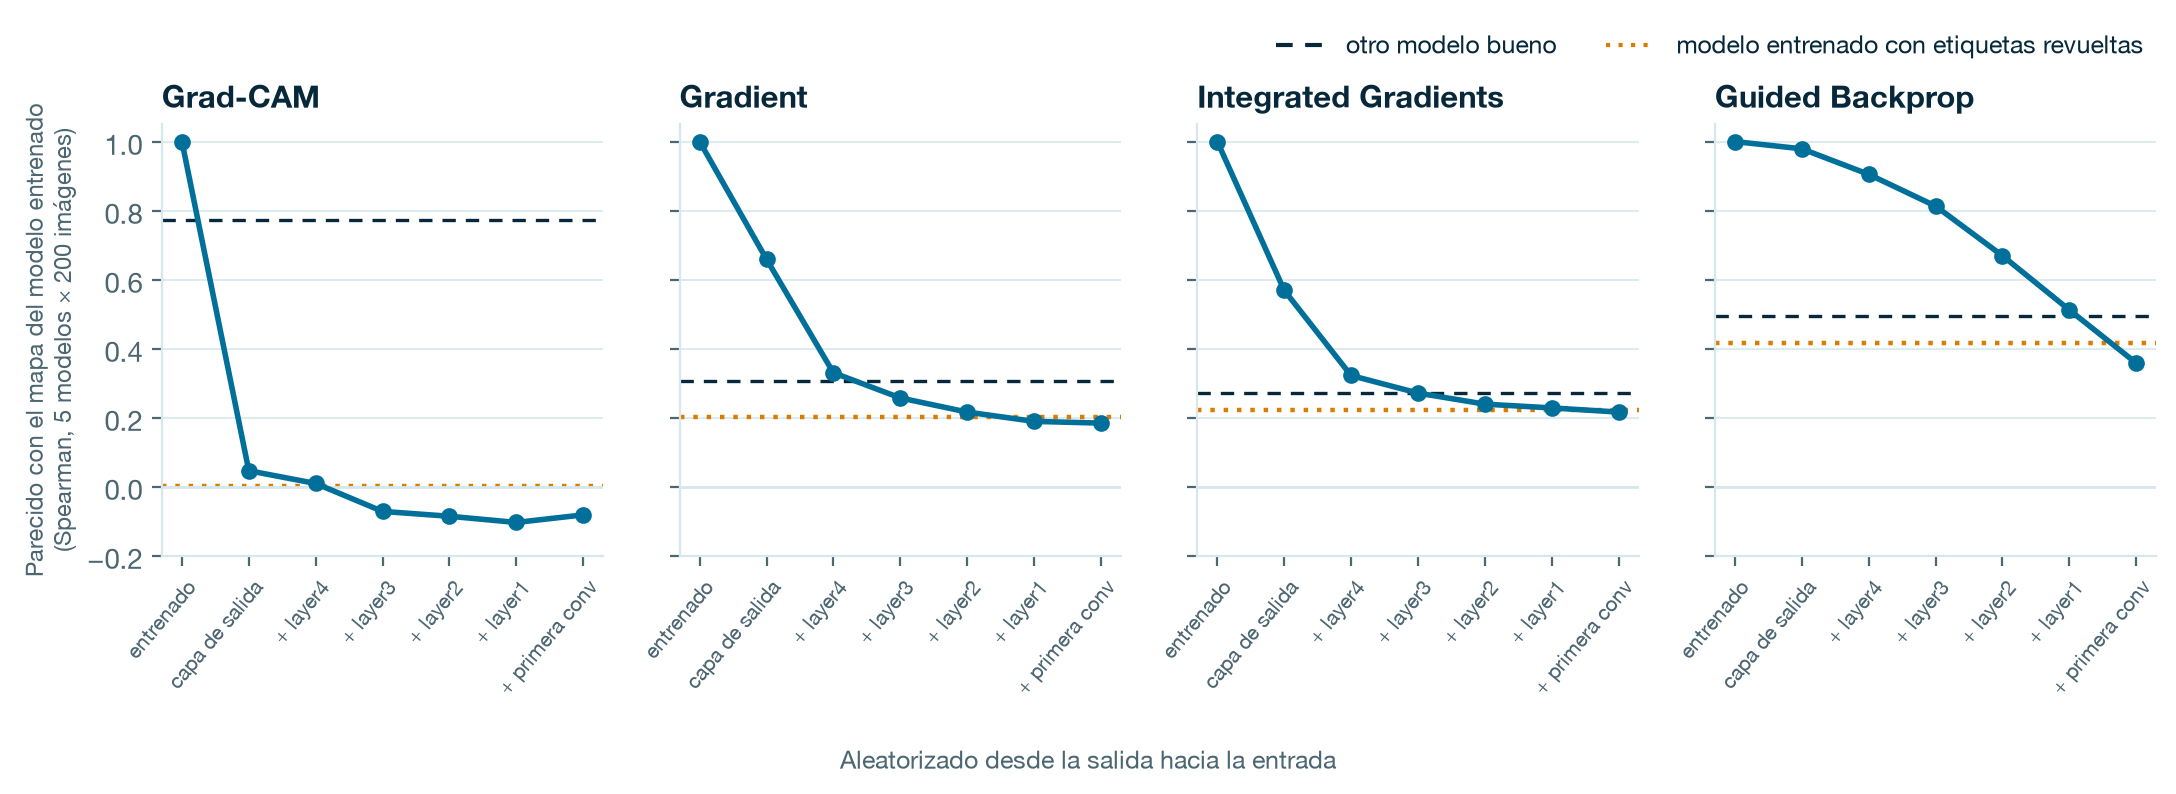 otro modelo bueno
modelo entrenado con etiquetas revueltas
Grad-CAM
Gradient
Integrated Gradients
Guided Backprop
Parecido con el mapa del modelo entrenado
(Spearman, 5 modelos × 200 imágenes)
1.0
0.8
0.6
0.4
0.2
0.0
−0.2
entrenado
capa de salida
+ layer4
+ layer3
+ layer2
+ layer1
+ primera conv
entrenado
capa de salida
+ layer4
+ layer3
+ layer2
+ layer1
+ primera conv
entrenado
capa de salida
+ layer4
+ layer3
+ layer2
+ layer1
+ primera conv
entrenado
capa de salida
+ layer4
+ layer3
+ layer2
+ layer1
+ primera conv
Aleatorizado desde la salida hacia la entrada